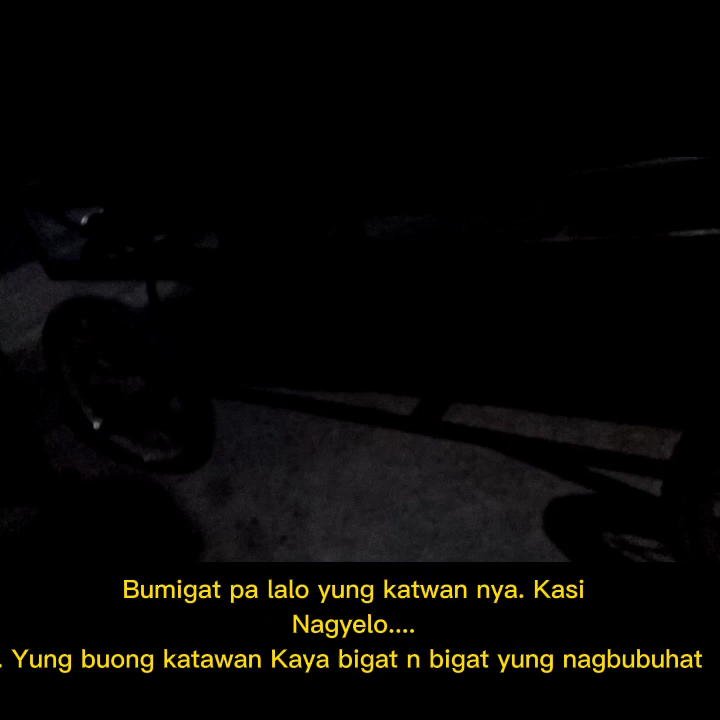 Bumigat pa lalo yung katwan nya. Kasi
Nagyelo....
. Yung buong katawan Kaya bigat n bigat yung nagbubuhat